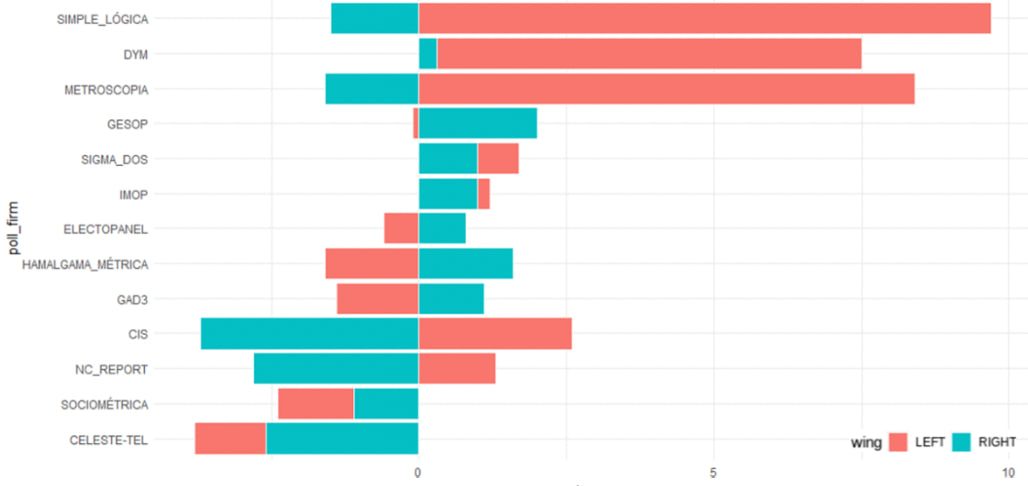 poll_firm
SIMPLE_LÓGICA
DYM
METROSCOPIA
GESOP
SIGMA_DOS
IMOP
ELECTOPANEL
HAMALGAMA_MÉTRICA
GAD3
CIS
NC_REPORT
SOCIOMÉTRICA
CELESTE-TEL
wing LEFT RIGHT
0 5 10